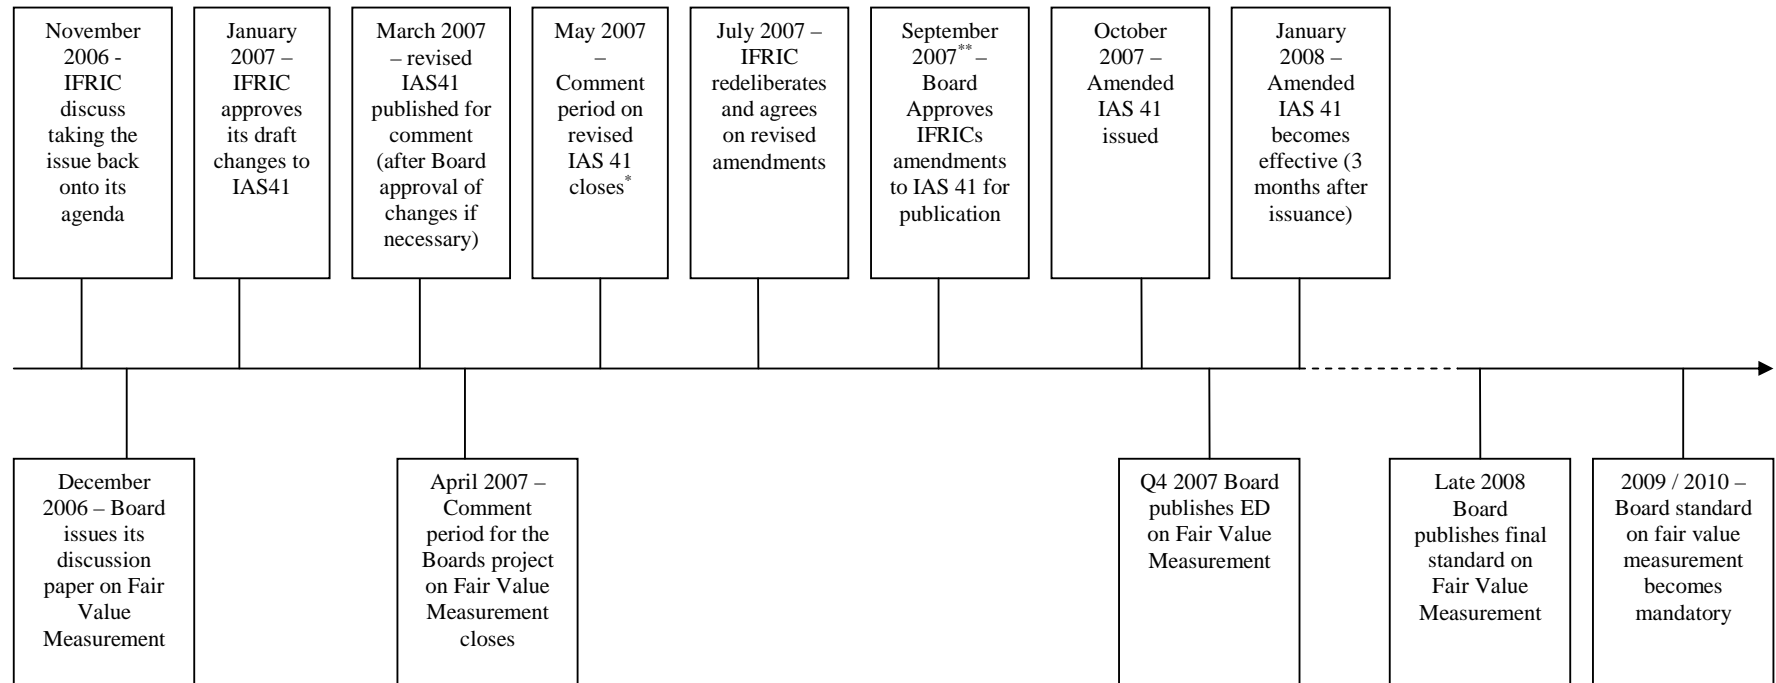 November
2006 -
IFRIC
discuss
taking the
issue back
onto its
agenda
January
2007 –
IFRIC
approves
its draft
changes to
IAS41
March 2007
– revised
IAS41
published for
comment
(after Board
approval of
changes if
necessary)
May 2007
–
Comment
period on
revised
IAS 41
closes*
July 2007 –
IFRIC
redeliberates
and agrees
on revised
amendments
September
2007** –
Board
Approves
IFRICs
amendments
to IAS 41 for
publication
October
2007 –
Amended
IAS 41
issued
January
2008 –
Amended
IAS 41
becomes
effective (3
months after
issuance)
December
2006 – Board
issues its
discussion
paper on Fair
Value
Measurement
April 2007 –
Comment
period for the
Boards project
on Fair Value
Measurement
closes
Q4 2007 Board
publishes ED
on Fair Value
Measurement
Late 2008
Board
publishes final
standard on
Fair Value
Measurement
2009 / 2010 –
Board standard
on fair value
measurement
becomes
mandatory